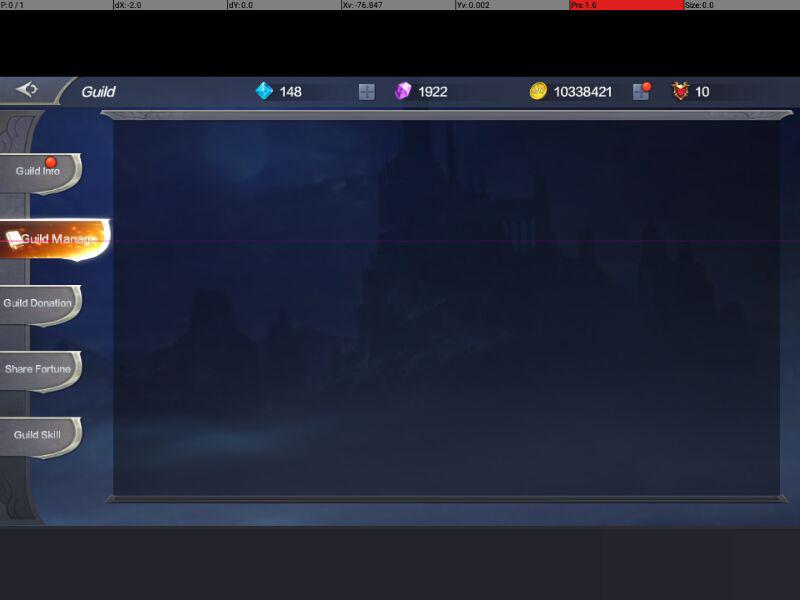 P: 0 / 1 dX: -2.0 dY: 0.0 Xv: -76.847 Yv: 0.002 Prs: 1.0 Size: 0.0
Guild 148 1922 10338421 10
Guild Info
Guild Manage
Guild Donation
Share Fortune
Guild Skill